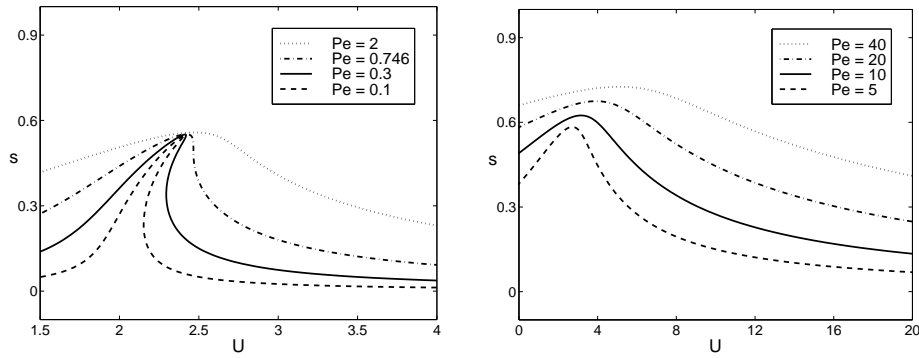 0.9
0.6
s
0.3
0
1.5 2 2.5 3 3.5 4
U
Pe = 2
Pe = 0.746
Pe = 0.3
Pe = 0.1
0.9
0.6
s
0.3
0
0 4 8 12 16 20
U
Pe = 40
Pe = 20
Pe = 10
Pe = 5